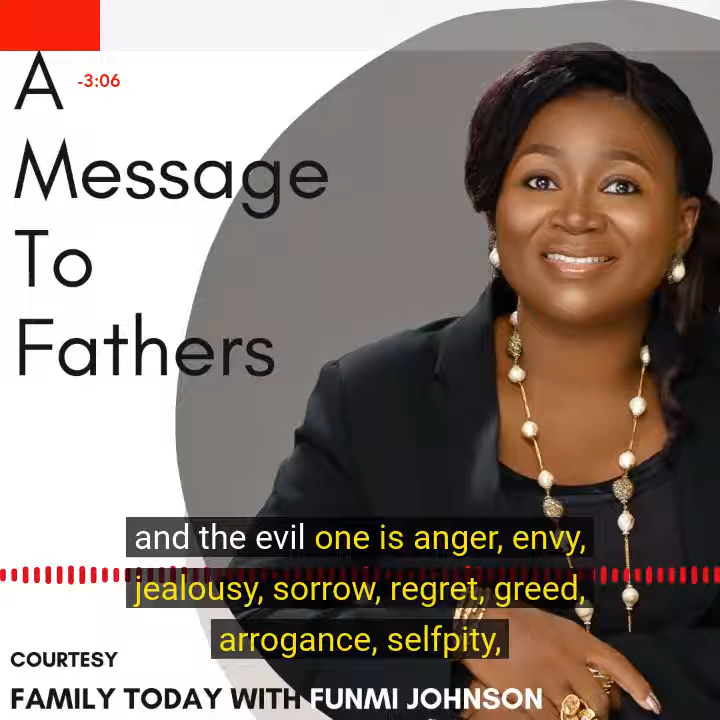 A
-3:06
Message
To
Fathers
and the evil one is anger, envy,
jealousy, sorrow, regret, greed,
arrogance, selfpity,
COURTESY
FAMILY TODAY WITH FUNMI JOHNSON